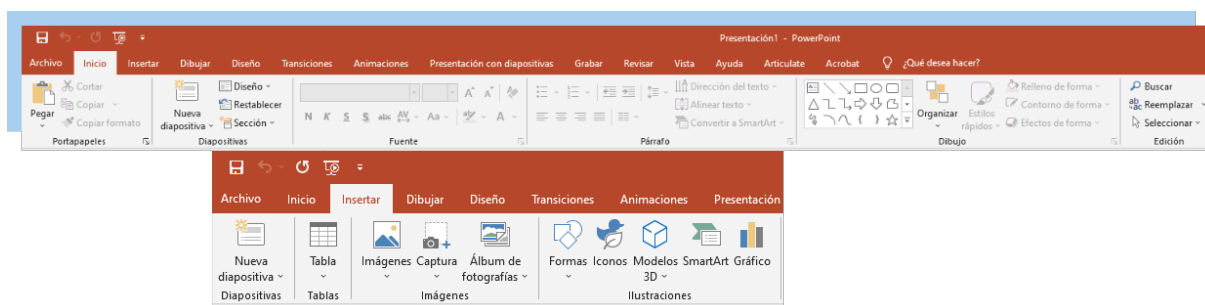 Presentación1 - PowerPoint
Archivo Inicio Insertar Dibujar Diseño Transiciones Animaciones Presentación con diapositivas Grabar Revisar Vista Ayuda Articulate Acrobat ¿Qué desea hacer?
Pegar
Cortar
Copiar
Copiar formato
Portapapeles
Nueva
diapositiva
Diseño
Restablecer
Sección
Diapositivas
N K S S abc AV Aa A
Fuente
Dirección del texto
Alinear texto
Convertir a SmartArt
Párrafo
Organizar
Estilos
rápidos
Relleno de forma
Contorno de forma
Efectos de forma
Dibujo
Buscar
Reemplazar
Seleccionar
Edición
Archivo Inicio Insertar Dibujar Diseño Transiciones Animaciones Presentación
Nueva
diapositiva
Diapositivas
Tabla
Tablas
Imágenes Captura Álbum de
fotografías
Imágenes
Formas Iconos Modelos SmartArt Gráfico
3D
Ilustraciones